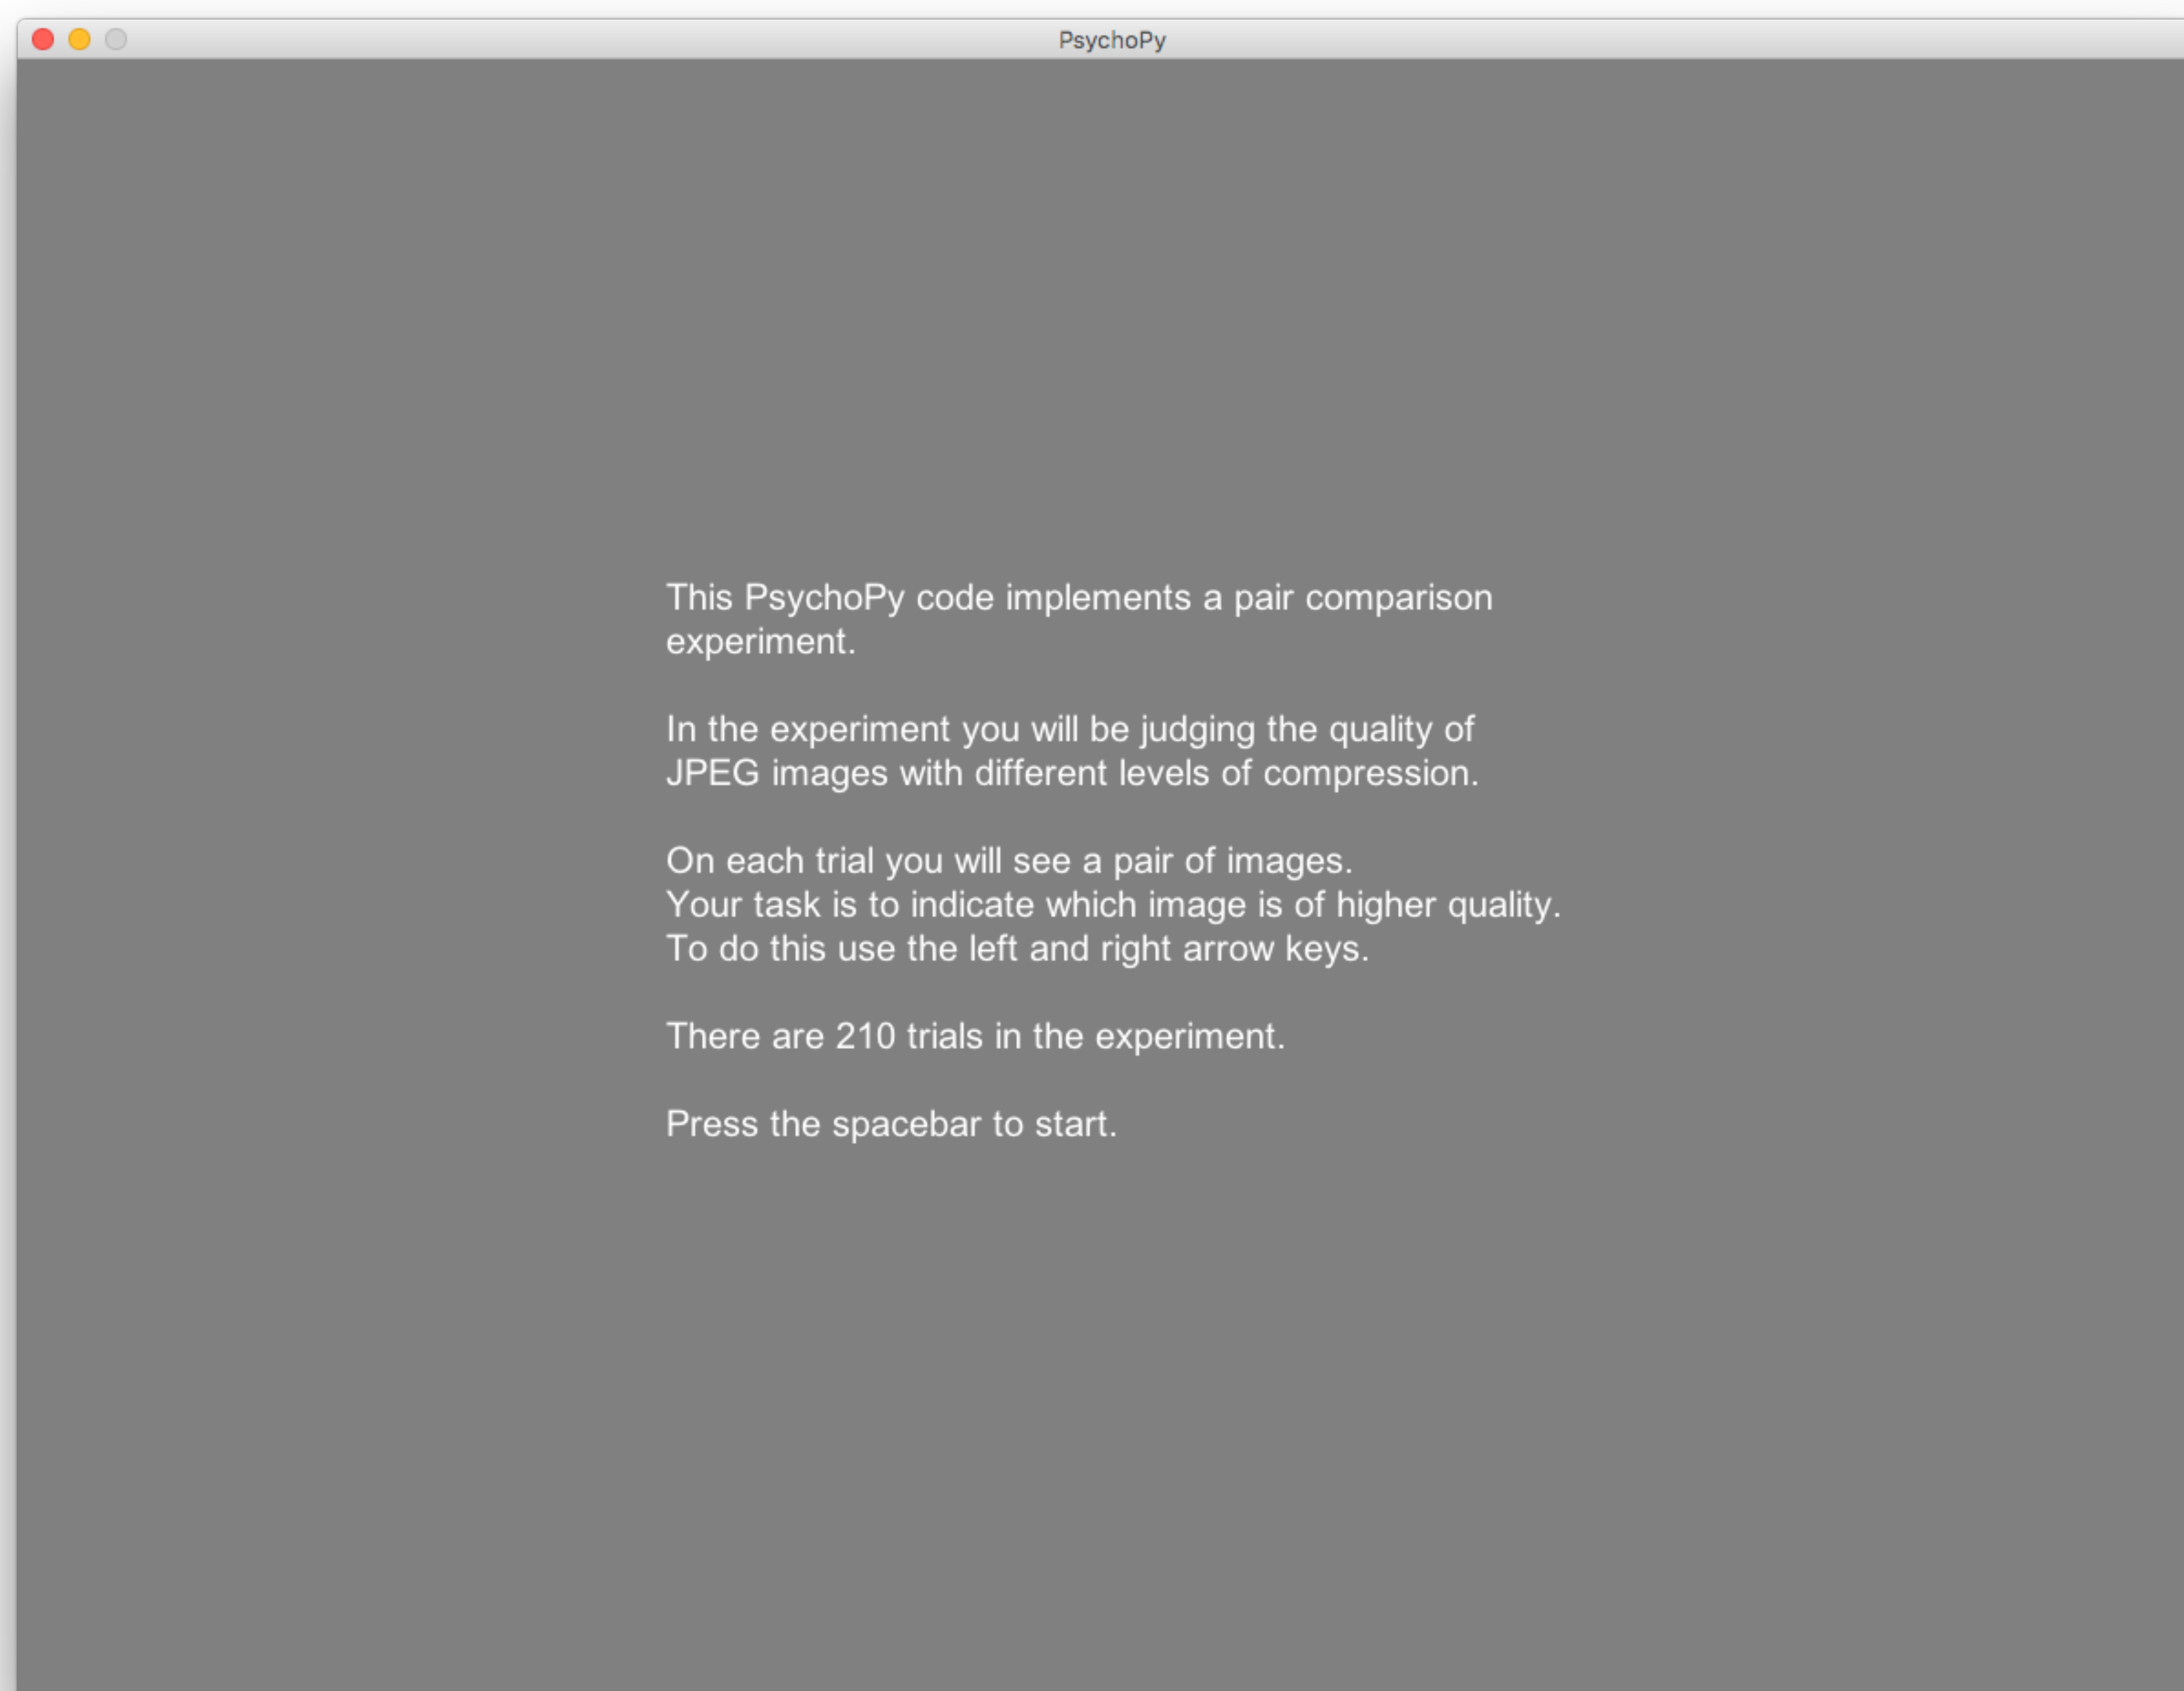 PsychoPy
This PsychoPy code implements a pair comparison
experiment.
In the experiment you will be judging the quality of
JPEG images with different levels of compression.
On each trial you will see a pair of images.
Your task is to indicate which image is of higher quality.
To do this use the left and right arrow keys.
There are 210 trials in the experiment.
Press the spacebar to start.